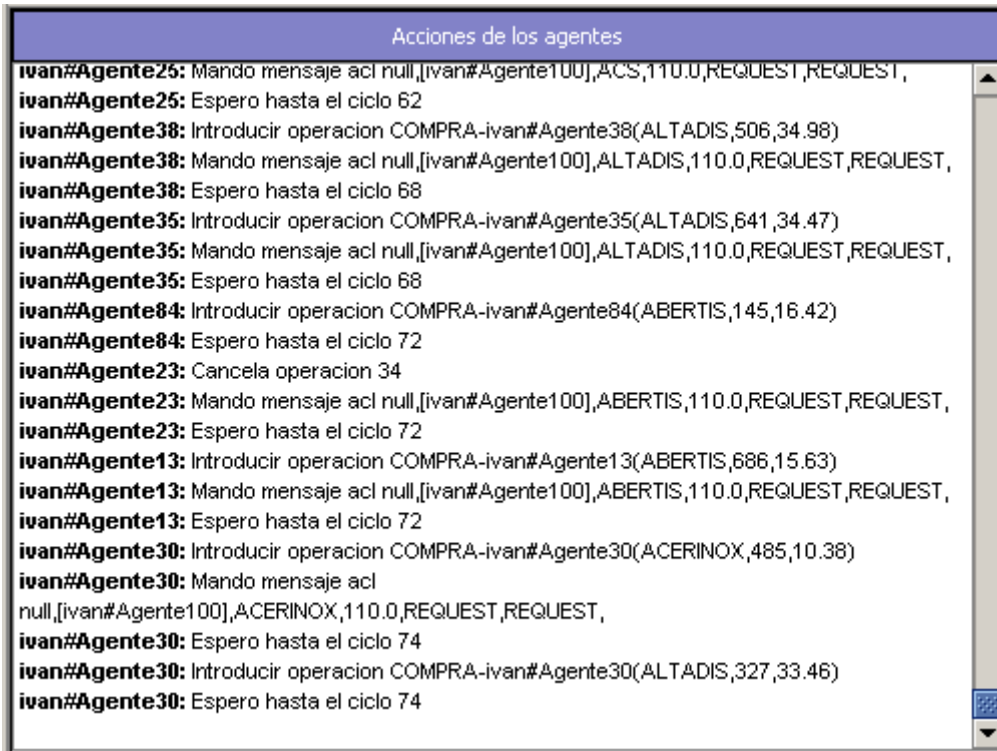 Acciones de los agentes
ivan#Agente25: Mando mensaje acl null,[ivan#Agente100],ACS,110.0,REQUEST,REQUEST,
ivan#Agente25: Espero hasta el ciclo 62
ivan#Agente38: Introducir operacion COMPRA-ivan#Agente38(ALTADIS,506,34.98)
ivan#Agente38: Mando mensaje acl null,[ivan#Agente100],ALTADIS,110.0,REQUEST,REQUEST,
ivan#Agente38: Espero hasta el ciclo 68
ivan#Agente35: Introducir operacion COMPRA-ivan#Agente35(ALTADIS,641,34.47)
ivan#Agente35: Mando mensaje acl null,[ivan#Agente100],ALTADIS,110.0,REQUEST,REQUEST,
ivan#Agente35: Espero hasta el ciclo 68
ivan#Agente84: Introducir operacion COMPRA-ivan#Agente84(ABERTIS,145,16.42)
ivan#Agente84: Espero hasta el ciclo 72
ivan#Agente23: Cancela operacion 34
ivan#Agente23: Mando mensaje acl null,[ivan#Agente100],ABERTIS,110.0,REQUEST,REQUEST,
ivan#Agente23: Espero hasta el ciclo 72
ivan#Agente13: Introducir operacion COMPRA-ivan#Agente13(ABERTIS,686,15.63)
ivan#Agente13: Mando mensaje acl null,[ivan#Agente100],ABERTIS,110.0,REQUEST,REQUEST,
ivan#Agente13: Espero hasta el ciclo 72
ivan#Agente30: Introducir operacion COMPRA-ivan#Agente30(ACERINOX,485,10.38)
ivan#Agente30: Mando mensaje acl
null,[ivan#Agente100],ACERINOX,110.0,REQUEST,REQUEST,
ivan#Agente30: Espero hasta el ciclo 74
ivan#Agente30: Introducir operacion COMPRA-ivan#Agente30(ALTADIS,327,33.46)
ivan#Agente30: Espero hasta el ciclo 74